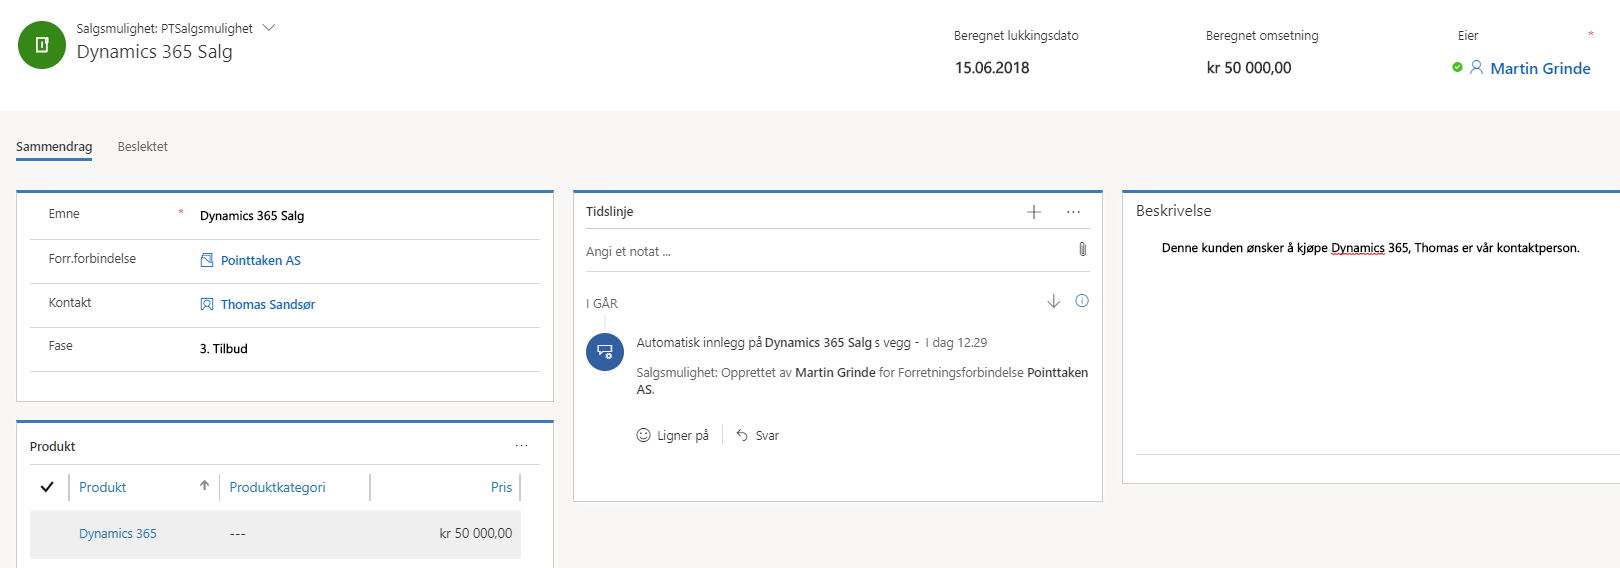 Salgsmulighet: PTSalgsmulighet
Dynamics 365 Salg
Beregnet lukkingsdato
15.06.2018
Beregnet omsetning
kr 50 000,00
Eier *
Martin Grinde
Sammendrag Beslektet
Emne * Dynamics 365 Salg
Forr.forbindelse Pointtaken AS
Kontakt Thomas Sandsør
Fase 3. Tilbud
Produkt ...
Produkt Produktkategori Pris
Dynamics 365 --- kr 50 000,00
Tidslinje ...
Angi et notat ...
I GÅR
Automatisk innlegg på Dynamics 365 Salg s vegg - I dag 12.29
Salgsmulighet: Opprettet av Martin Grinde for Forretningsforbindelse Pointtaken
AS.
Ligner på Svar
Beskrivelse
Denne kunden ønsker å kjøpe Dynamics 365, Thomas er vår kontaktperson.